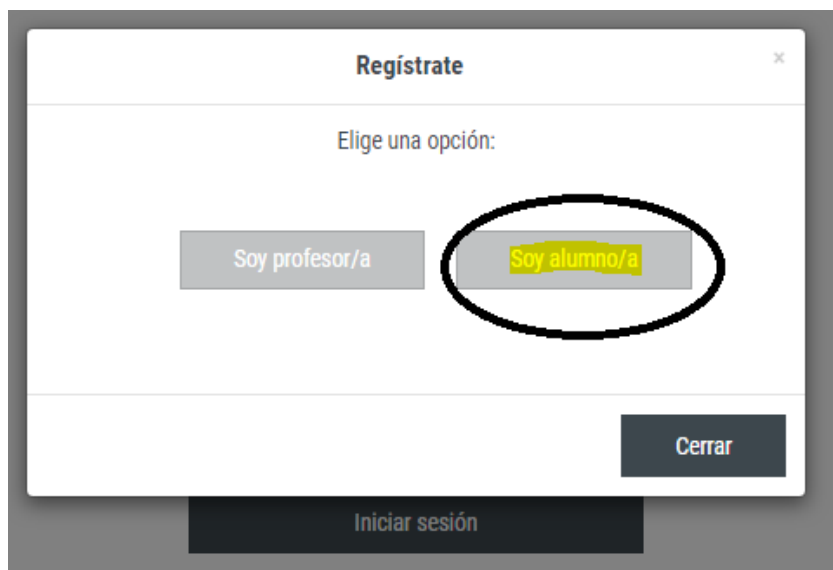 Regístrate
×
Elige una opción:
Soy profesor/a Soy alumno/a
Cerrar
Iniciar sesión